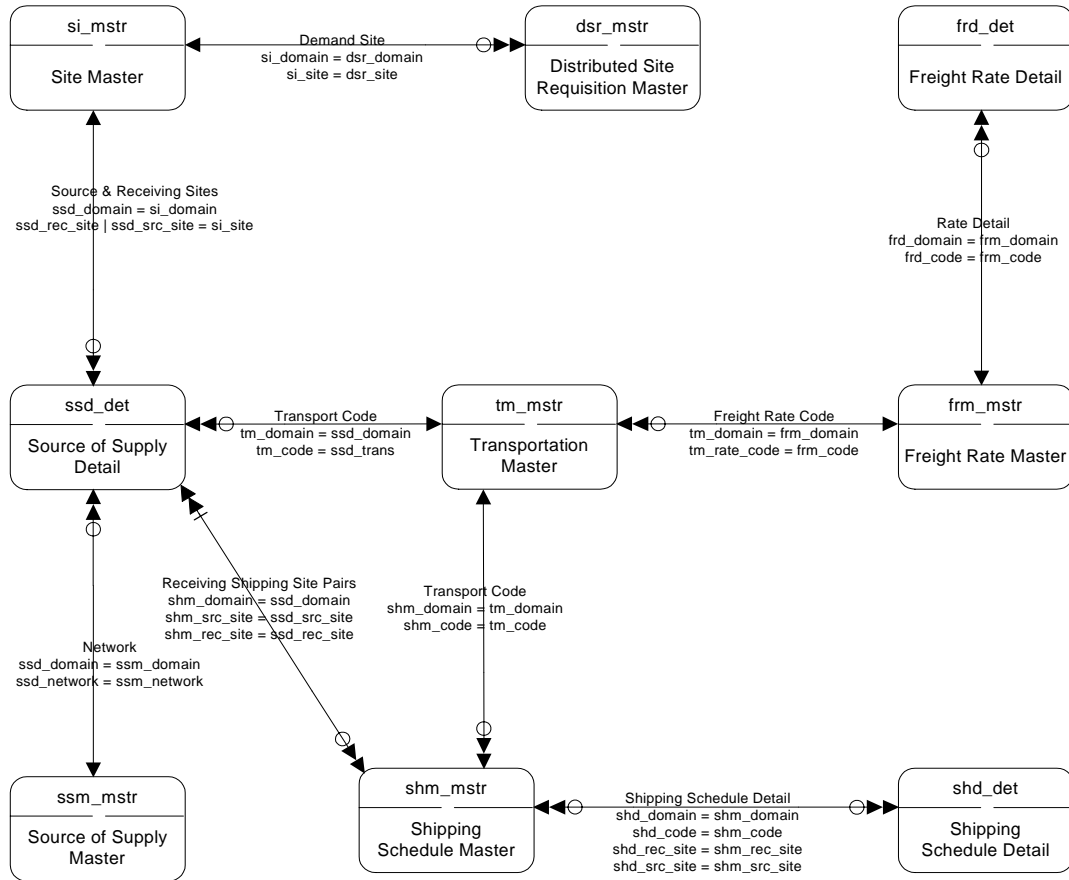 si_mstr
Site Master
Demand Site
si_domain = dsr_domain
si_site = dsr_site
dsr_mstr
Distributed Site
Requisition Master
frd_det
Freight Rate Detail
Source & Receiving Sites
ssd_domain = si_domain
ssd_rec_site | ssd_src_site = si_site
Rate Detail
frd_domain = frm_domain
frd_code = frm_code
ssd_det
Source of Supply
Detail
Transport Code
tm_domain = ssd_domain
tm_code = ssd_trans
tm_mstr
Transportation
Master
Freight Rate Code
tm_domain = frm_domain
tm_rate_code = frm_code
frm_mstr
Freight Rate Master
Receiving Shipping Site Pairs
shm_domain = ssd_domain
shm_src_site = ssd_src_site
shm_rec_site = ssd_rec_site
Transport Code
shm_domain = tm_domain
shm_code = tm_code
Network
ssd_domain = ssm_domain
ssd_network = ssm_network
ssm_mstr
Source of Supply
Master
shm_mstr
Shipping
Schedule Master
Shipping Schedule Detail
shd_domain = shm_domain
shd_code = shm_code
shd_rec_site = shm_rec_site
shd_src_site = shm_src_site
shd_det
Shipping
Schedule Detail